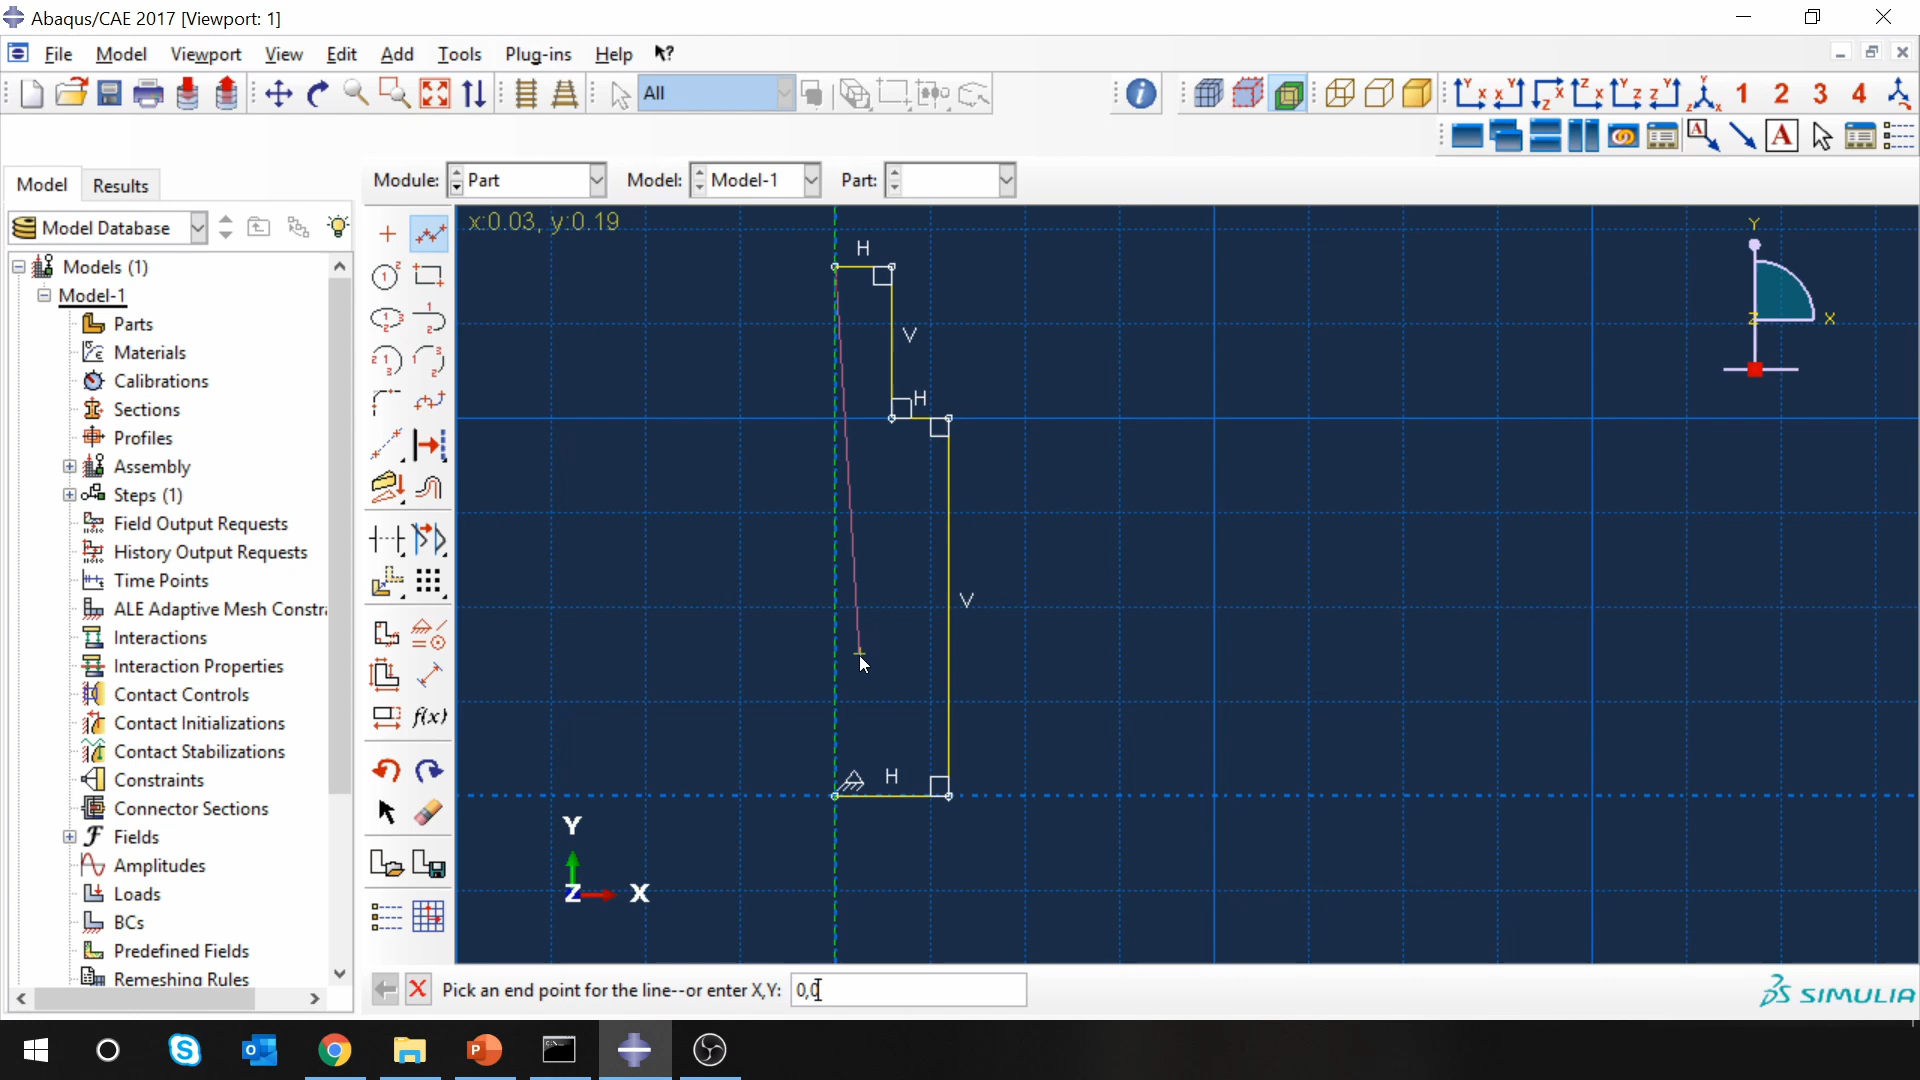 Abaqus/CAE 2017 [Viewport: 1]
File Model Viewport View Edit Add Tools Plug-ins Help ?
All
1 2 3 4
A A
Model Results
Module: Part Model: Model-1 Part:
Model Database
Models (1)
Model-1
Parts
Materials
Calibrations
Sections
Profiles
Assembly
Steps (1)
Field Output Requests
History Output Requests
Time Points
ALE Adaptive Mesh Constr
Interactions
Interaction Properties
Contact Controls
Contact Initializations
Contact Stabilizations
Constraints
Connector Sections
Fields
Amplitudes
Loads
BCs
Predefined Fields
Remeshing Rules
f(x)
x:0.03, y:0.19
H
V
H
V
H
Y
Z X
Y
Z X
Pick an end point for the line--or enter X,Y: 0,0
SIMULIA